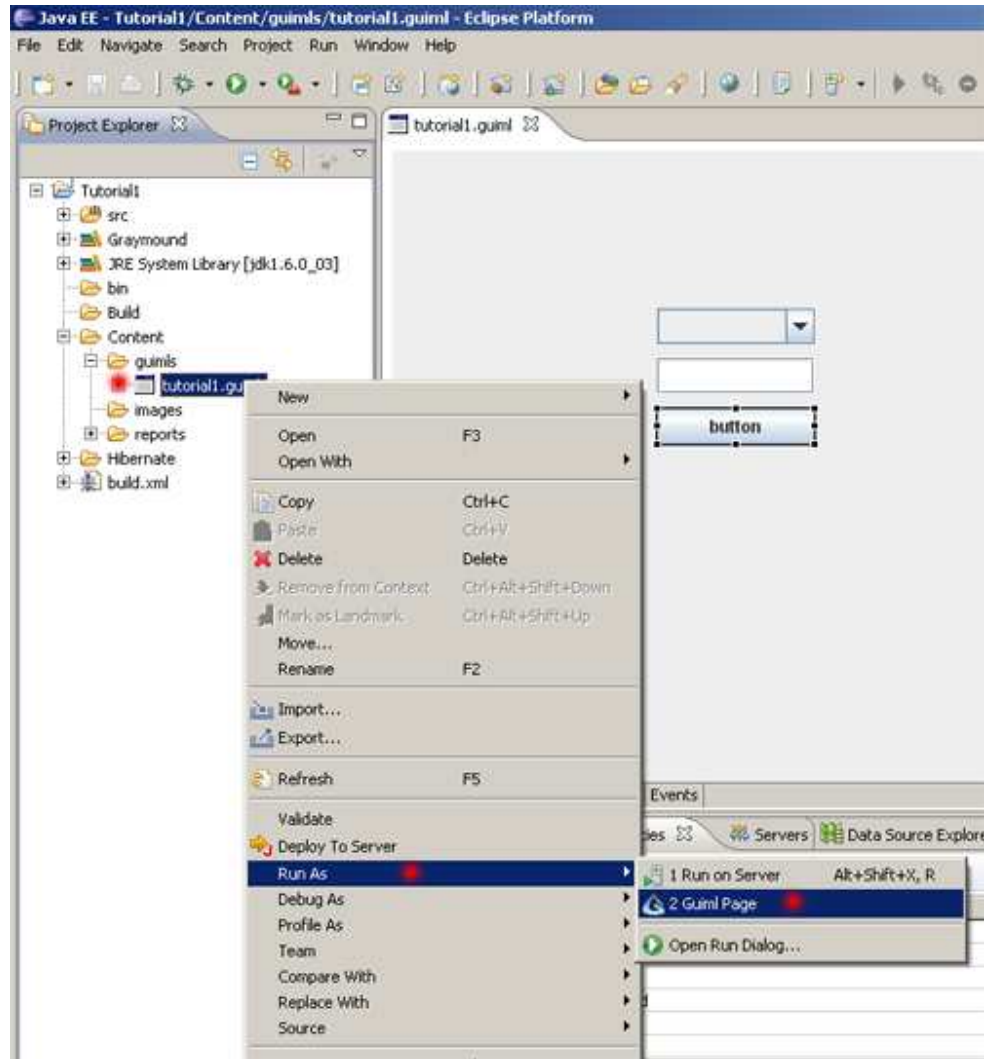 Java EE - Tutorial1/Content/guimls/tutorial1.guiml - Eclipse Platform
File Edit Navigate Search Project Run Window Help
Project Explorer
tutorial1.guiml
Tutorial1
src
Graymound
JRE System Library [jdk1.6.0_03]
bin
Build
Content
guimls
tutorial1.gu
images
reports
Hibernate
build.xml
button
New
Open F3
Open With
Copy Ctrl+C
Paste Ctrl+V
Delete Delete
Remove from Context Ctrl+Alt+Shift+Down
Mark as Landmark Ctrl+Alt+Shift+Up
Move...
Rename F2
Import...
Export...
Refresh F5
Validate
Deploy To Server
Run As
Debug As
Profile As
Team
Compare With
Replace With
Source
Events
ies Servers Data Source Explore
1 Run on Server Alt+Shift+X, R
2 Guiml Page
Open Run Dialog...